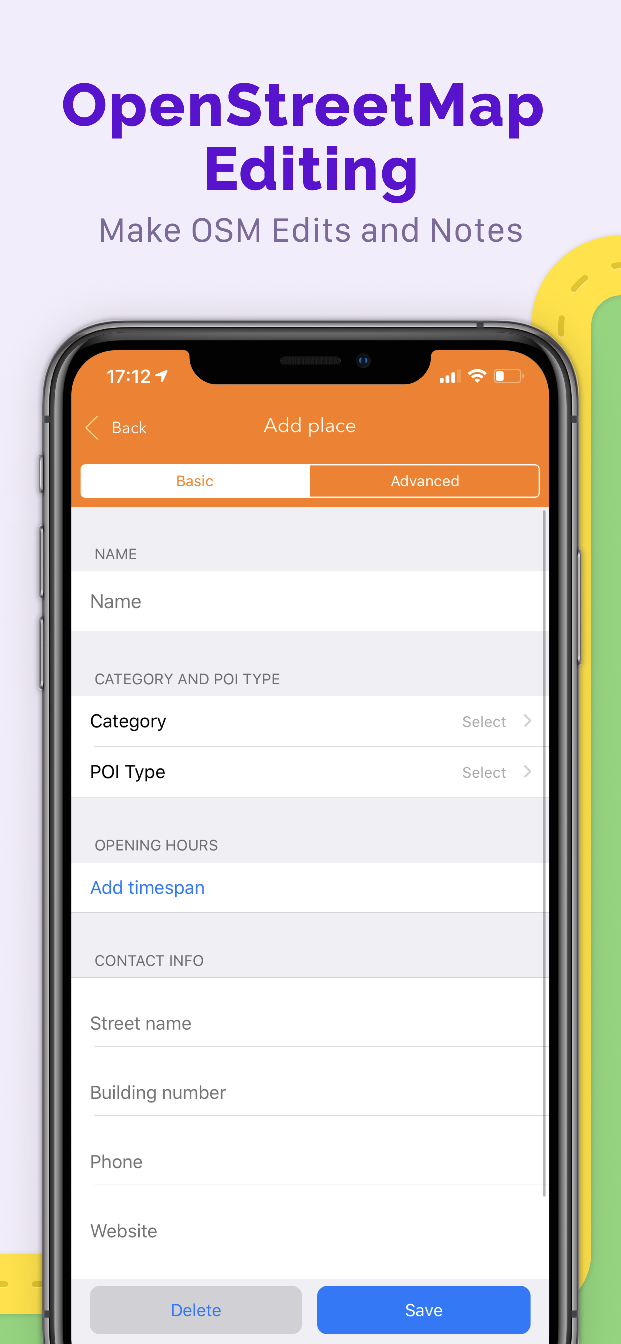 OpenStreetMap
Editing
Make OSM Edits and Notes
17:12
Back
Add place
Basic
Advanced
NAME
Name
CATEGORY AND POI TYPE
Category
Select
POI Type
Select
OPENING HOURS
Add timespan
CONTACT INFO
Street name
Building number
Phone
Website
Delete
Save